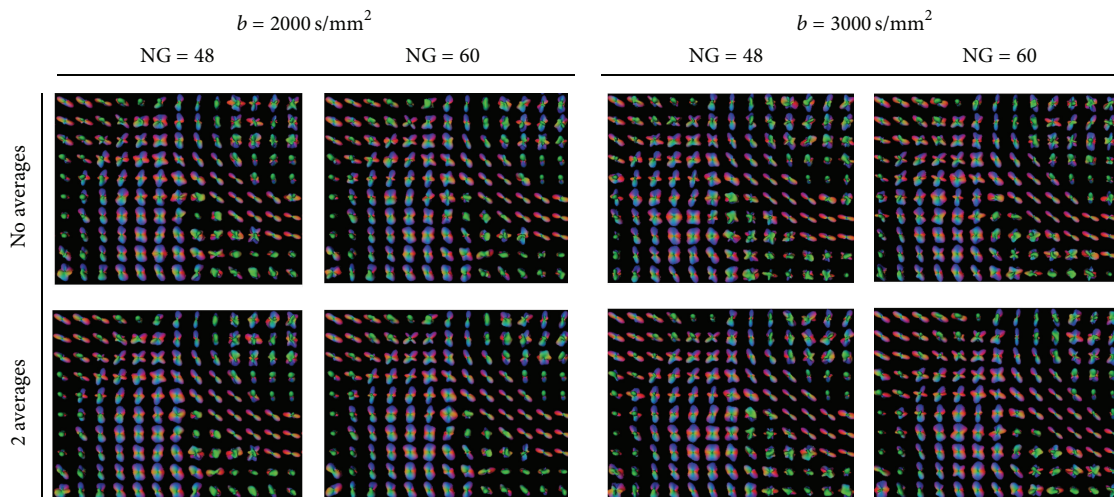 b = 2000 s/mm²
b = 3000 s/mm²
NG = 48
NG = 60
NG = 48
NG = 60
No averages
2 averages